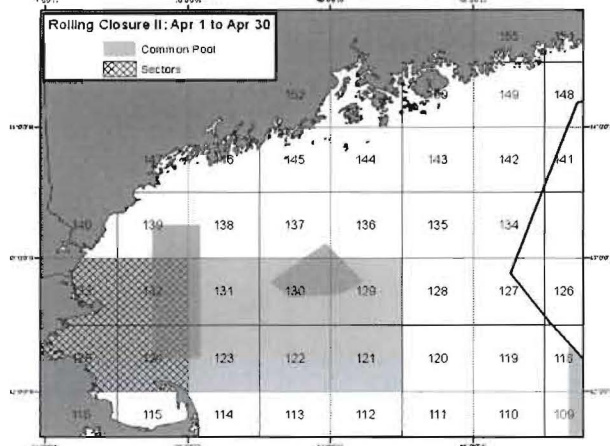 Rolling Closure II: Apr 1 to Apr 30
Common Pool
Sectors
149 148
145 144 143 142 141
139 138 137 136 135 134
131 130 129 128 127 126
123 122 121 120 119 118
115 114 113 112 111 110 109